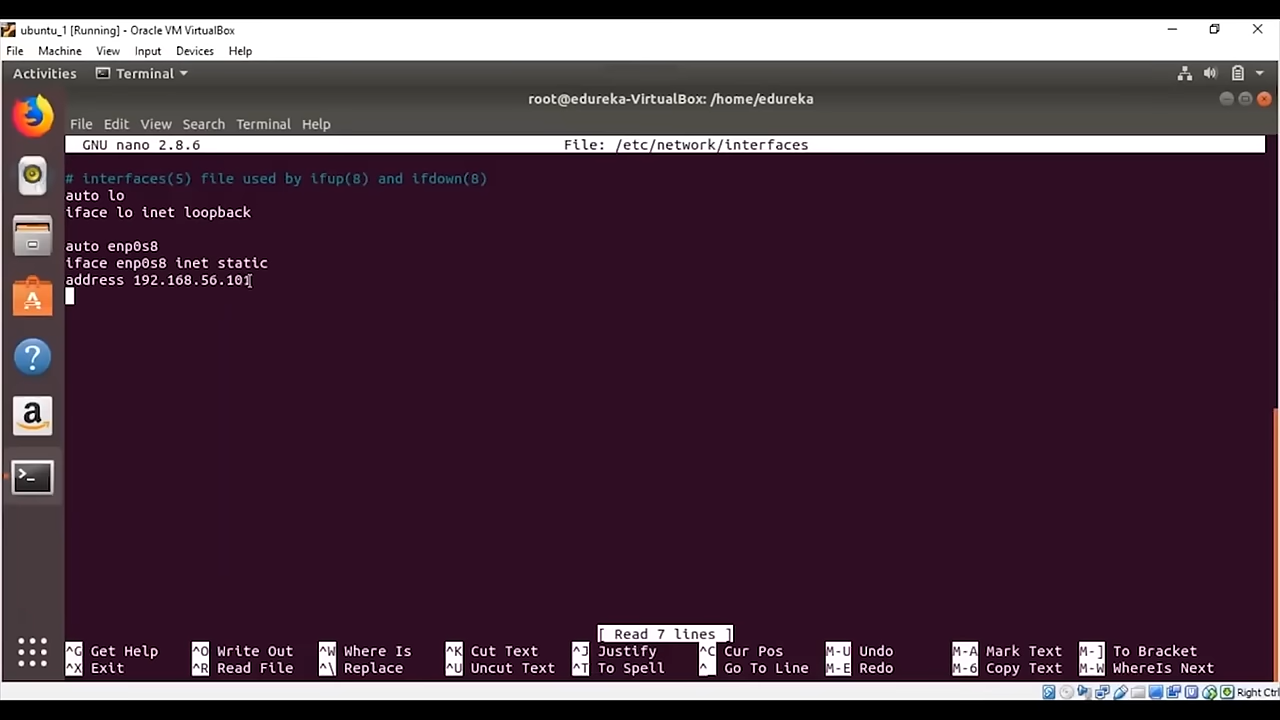 ubuntu_1 [Running] - Oracle VM VirtualBox
File Machine View Input Devices Help
Activities Terminal
root@edureka-VirtualBox: /home/edureka
File Edit View Search Terminal Help
GNU nano 2.8.6 File: /etc/network/interfaces
# interfaces(5) file used by ifup(8) and ifdown(8)
auto lo
iface lo inet loopback
auto enp0s8
iface enp0s8 inet static
address 192.168.56.101
[ Read 7 lines ]
^G Get Help ^O Write Out ^W Where Is ^K Cut Text ^J Justify ^C Cur Pos M-U Undo M-A Mark Text M-] To Bracket
^X Exit ^R Read File ^\ Replace ^U Uncut Text ^T To Spell ^_ Go To Line M-E Redo M-6 Copy Text M-W WhereIs Next
Right Ctrl